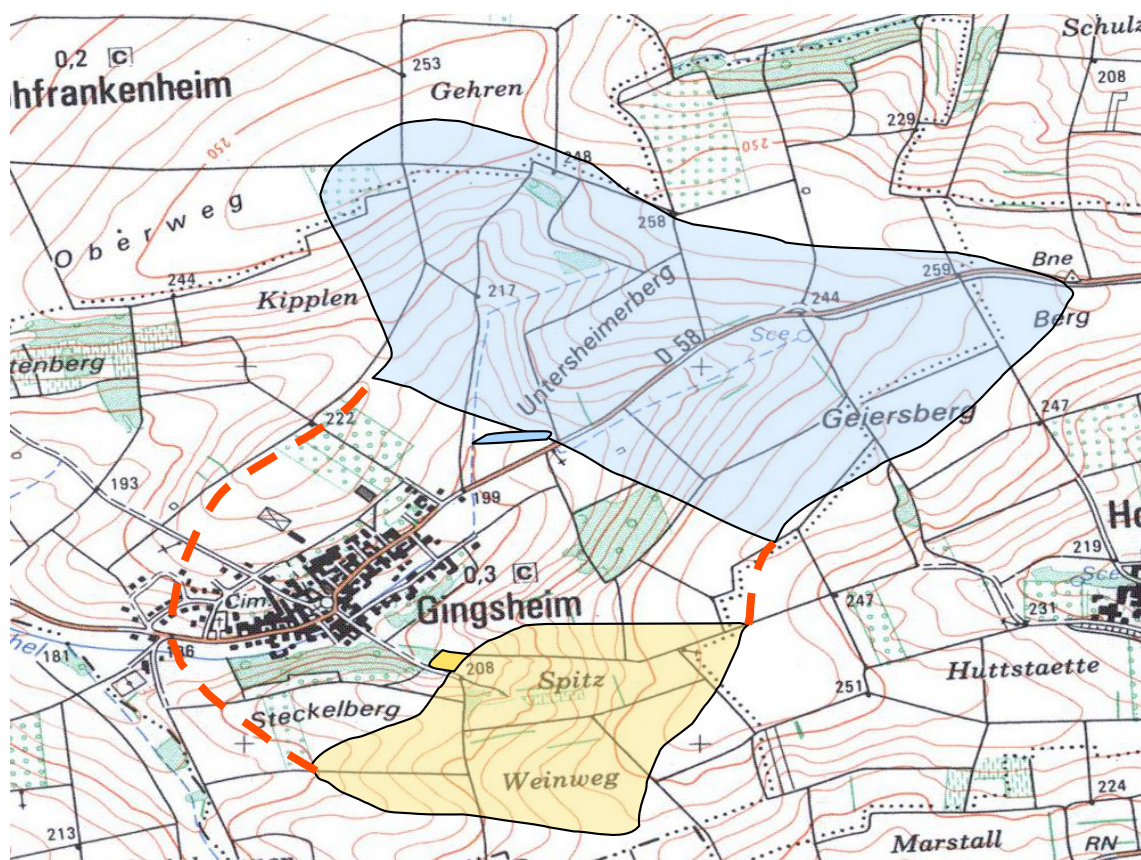 0,2 C
hfrankenheim
253
Gehren
Schulz
208
229
250
250
248
258
Oberweg
244
Kipplen
217
Untersheimerberg
259
Bne
Berg
244
Sce
D 58
tenberg
222
Geiersberg
247
193
199
Ho
219
Sce
0,3 C
Cim
Gingsheim
247
231
hel
181
186
208
Spitz
251
Huttstaette
Steckelberg
Weinweg
224
213
Marstall
RN